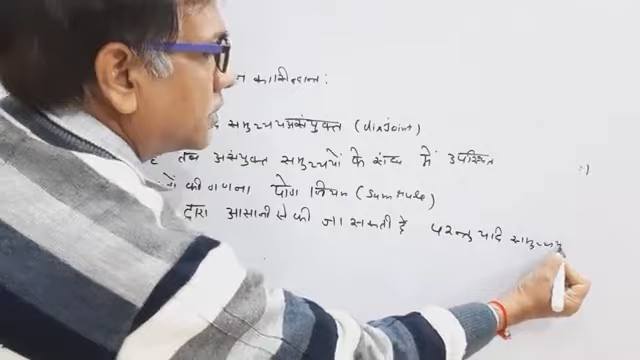 का सिद्धान्त:
समुच्चय असंयुक्त (disjoint)
तब असंयुक्त समुच्चयों के संघ में उपस्थित
की गणना योग नियम (Sum Rule)
द्वारा आसानी से की जा सकती है परन्तु यदि समुच्चय